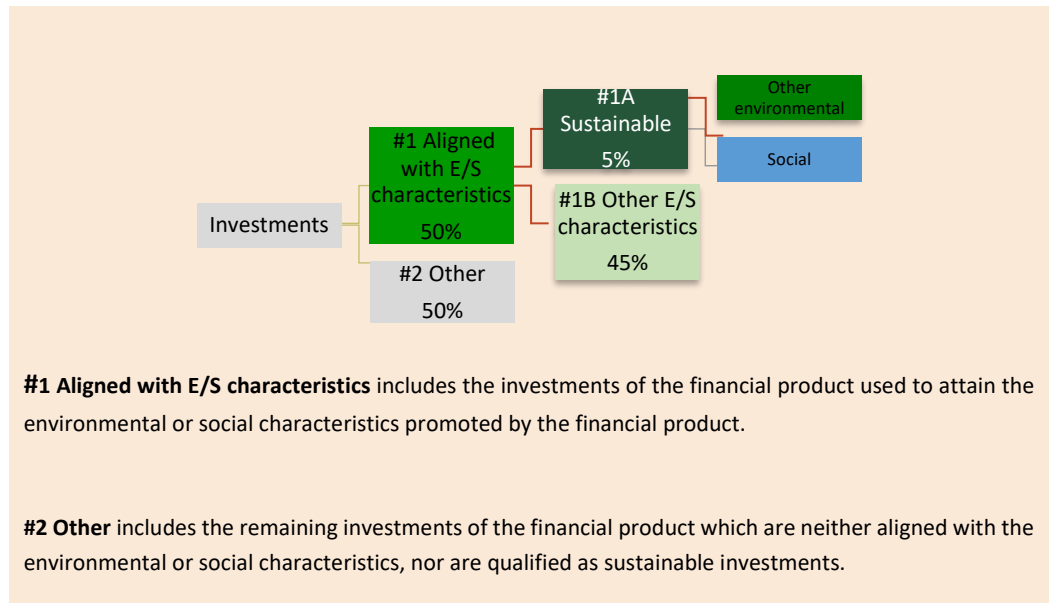 Investments
#1 Aligned
with E/S
characteristics
50%
#2 Other
50%
#1A
Sustainable
5%
#1B Other E/S
characteristics
45%
Other
environmental
Social
#1 Aligned with E/S characteristics includes the investments of the financial product used to attain the
environmental or social characteristics promoted by the financial product.
#2 Other includes the remaining investments of the financial product which are neither aligned with the
environmental or social characteristics, nor are qualified as sustainable investments.